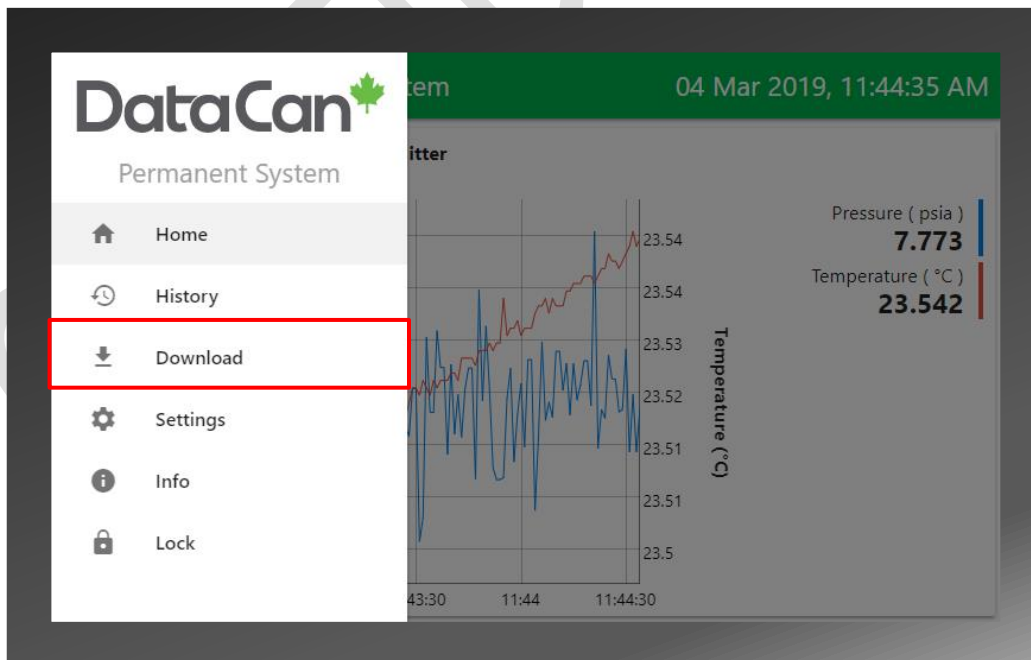 DataCan
Permanent System
Home
History
Download
Settings
Info
Lock
tem
04 Mar 2019, 11:44:35 AM
itter
Pressure ( psia )
7.773
Temperature ( °C )
23.542
23.54
23.54
23.53
23.52
23.51
23.51
23.5
Temperature (°C)
43:30
11:44
11:44:30